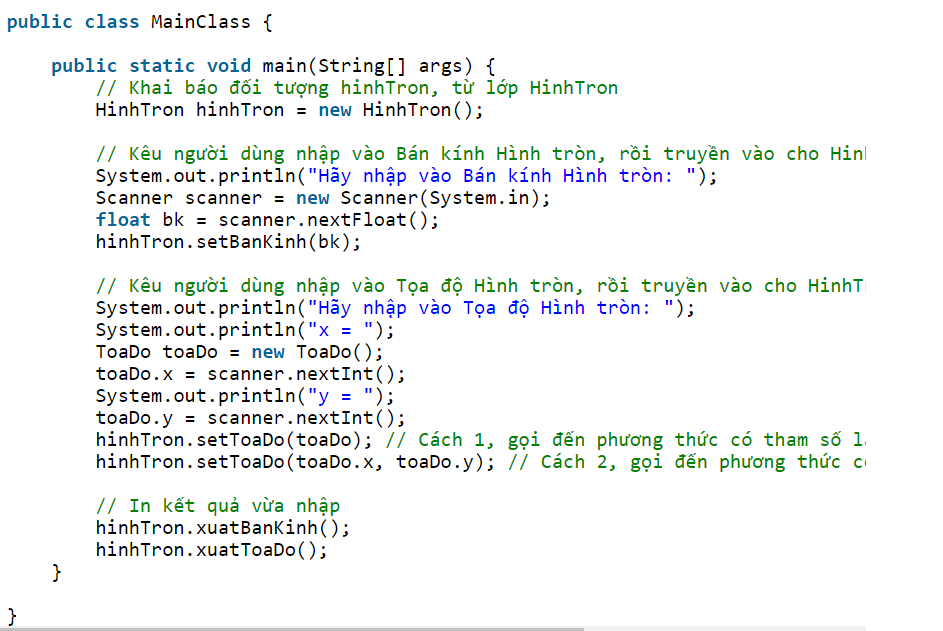 public class MainClass {
public static void main(String[] args) {
// Khai báo đối tượng hinhTron, từ lớp HinhTron
HinhTron hinhTron = new HinhTron();
// Kêu người dùng nhập vào Bán kính Hình tròn, rồi truyền vào cho
System.out.println("Hãy nhập vào Bán kính Hình tròn: ");
Scanner scanner = new Scanner(System.in);
float bk = scanner.nextFloat();
hinhTron.setBanKinh(bk);
// Kêu người dùng nhập vào Tọa độ Hình tròn, rồi truyền vào cho
System.out.println("Hãy nhập vào Tọa độ Hình tròn: ");
System.out.println("x = ");
ToaDo toaDo = new ToaDo();
toaDo.x = scanner.nextInt();
System.out.println("y = ");
toaDo.y = scanner.nextInt();
hinhTron.setToaDo(toaDo); // Cách 1, gọi đến phương thức có tham số
hinhTron.setToaDo(toaDo.x, toaDo.y); // Cách 2, gọi đến phương thức
// In kết quả vừa nhập
hinhTron.xuatBanKinh();
hinhTron.xuatToaDo();
}
}